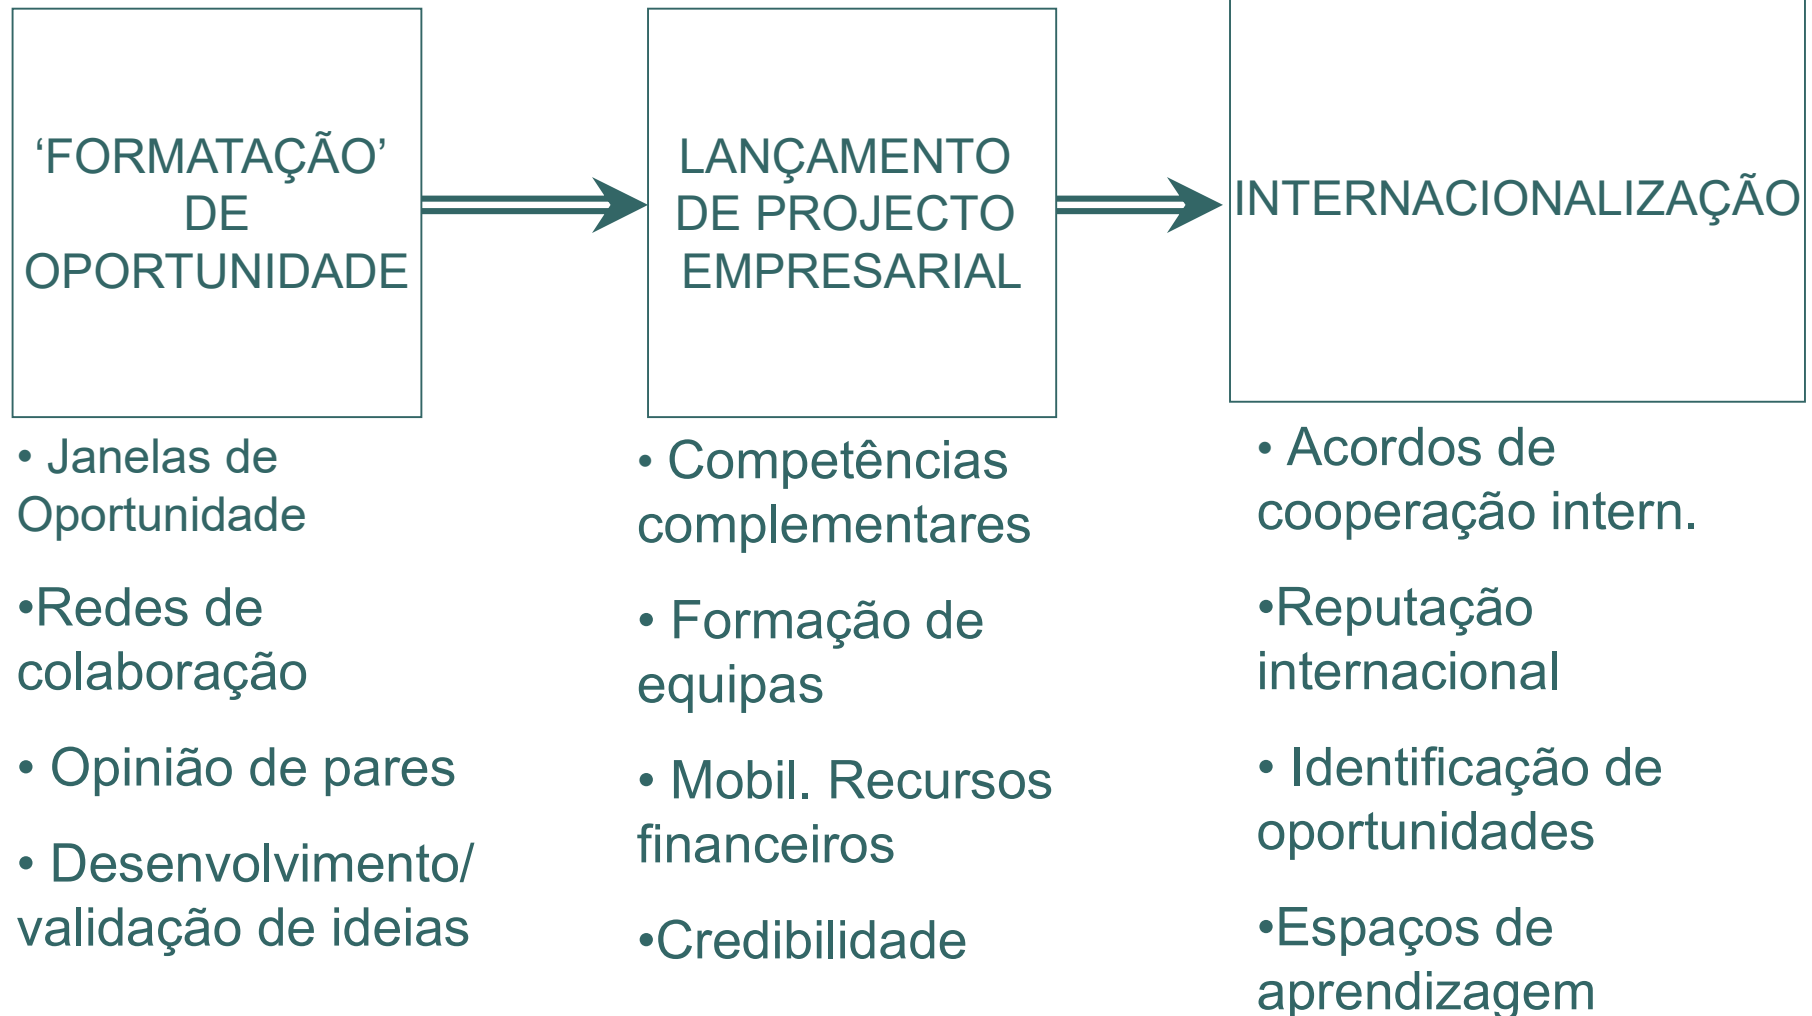 ‘FORMATAÇÃO’
DE
OPORTUNIDADE
LANÇAMENTO
DE PROJECTO
EMPRESARIAL
INTERNACIONALIZAÇÃO
• Janelas de
Oportunidade
•Redes de
colaboração
• Opinião de pares
• Desenvolvimento/
validação de ideias
• Competências
complementares
• Formação de
equipas
• Mobil. Recursos
financeiros
•Credibilidade
• Acordos de
cooperação intern.
•Reputação
internacional
• Identificação de
oportunidades
•Espaços de
aprendizagem